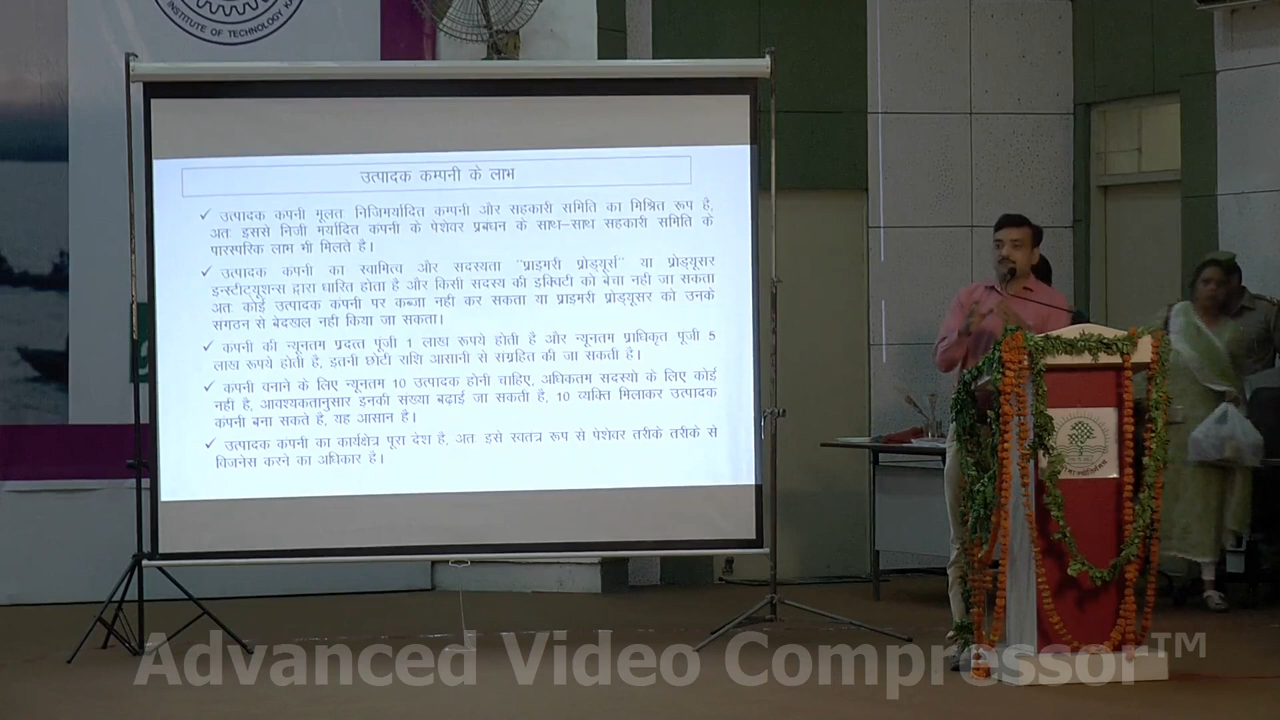 INSTITUTE OF TECHNOLOGY KA
उत्पादक कम्पनी के लाभ
✓ उत्पादक कंपनी मूलत निजिमर्यादित कम्पनी और सहकारी समिति का मिश्रित रूप है,
अतः इससे निजी मर्यादित कंपनी के पेशेवर प्रबंधन के साथ–साथ सहकारी समिति के
पारस्परिक लाभ भी मिलते है।
✓ उत्पादक कंपनी का स्वामित्व और सदस्यता "प्राइमरी प्रोड्यूर्स" या प्रोड्यूसर
इन्स्टीट्यूशन्स द्वारा धारित होता है और किसी सदस्य की इक्विटी को बेचा नही जा सकता
अतः कोई उत्पादक कंपनी पर कब्जा नही कर सकता या प्राइमरी प्रोड्यूसर को उनके
संगठन से बेदखल नही किया जा सकता।
✓ कंपनी की न्यूनतम प्रदत्त पूंजी 1 लाख रूपये होती है और न्यूनतम प्राधिकृत पूंजी 5
लाख रूपये होती है, इतनी छोटी राशि आसानी से संग्रहित की जा सकती है।
✓ कंपनी बनाने के लिए न्यूनतम 10 उत्पादक होनी चाहिए, अधिकतम सदस्यो के लिए कोई
नही है, आवश्यकतानुसार इनकी संख्या बढ़ाई जा सकती है, 10 व्यक्ति मिलाकर उत्पादक
कंपनी बना सकते है, यह आसान है।
✓ उत्पादक कंपनी का कार्यक्षेत्र पूरा देश है, अतः इसे स्वतंत्र रूप से पेशेवर तरीके तरीके से
बिजनेस करने का अधिकार है।
Advanced Video Compressor™